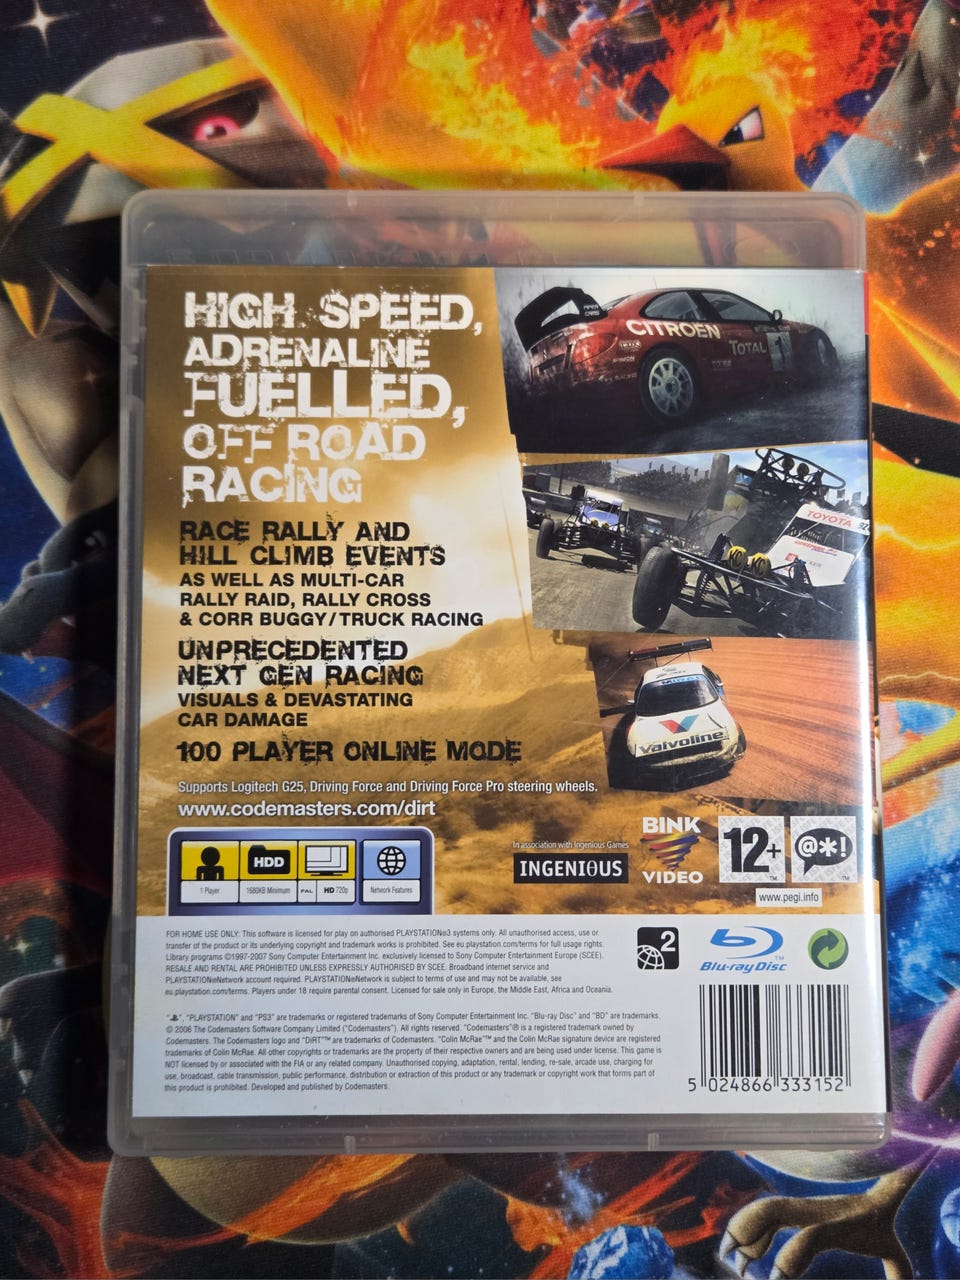 HIGH SPEED,
ADRENALINE
FUELLED,
OFF ROAD
RACING
RACE RALLY AND
HILL CLIMB EVENTS
AS WELL AS MULTI-CAR
RALLY RAID, RALLY CROSS
& CORR BUGGY/TRUCK RACING
UNPRECEDENTED
NEXT GEN RACING
VISUALS & DEVASTATING
CAR DAMAGE
100 PLAYER ONLINE MODE
Supports Logitech G25, Driving Force and Driving Force Pro steering wheels.
www.codemasters.com/dirt
CITROËN
TOTAL
1
TOYOTA
92
Valvoline
HDD
1 Player
1680KB Minimum
PAL
HD 720p
Network Features
In association with Ingenious Games
INGENIOUS
BINK
VIDEO
12+
TM
@*!
TM
www.pegi.info
FOR HOME USE ONLY: This software is licensed for play on authorised PLAYSTATION®3 systems only. All unauthorised access, use or
transfer of the product or its underlying copyright and trademark works is prohibited. See eu.playstation.com/terms for full usage rights.
Library programs ©1997-2007 Sony Computer Entertainment Inc. exclusively licensed to Sony Computer Entertainment Europe (SCEE).
RESALE AND RENTAL ARE PROHIBITED UNLESS EXPRESSLY AUTHORISED BY SCEE. Broadband internet service and
PLAYSTATION®Network account required. PLAYSTATION®Network is subject to terms of use and may not be available, see
eu.playstation.com/terms. Players under 18 require parental consent. Licensed for sale only in Europe, the Middle East, Africa and Oceania.
2
Blu-ray Disc
TM
" ", "PLAYSTATION" and "PS3" are trademarks or registered trademarks of Sony Computer Entertainment Inc. "Blu-ray Disc" and "BD" are trademarks.
© 2006 The Codemasters Software Company Limited ("Codemasters"). All rights reserved. "Codemasters"® is a registered trademark owned by
Codemasters. The Codemasters logo and "DiRT"™ are trademarks of Codemasters. "Colin McRae"™ and the Colin McRae signature device are registered
trademarks of Colin McRae. All other copyrights or trademarks are the property of their respective owners and are being used under license. This game is
NOT licensed by or associated with the FIA or any related company. Unauthorised copying, adaptation, rental, lending, re-sale, arcade use, charging for
use, broadcast, cable transmission, public performance, distribution or extraction of this product or any trademark or copyright work that forms part of
this product is prohibited. Developed and published by Codemasters.
5 024866 333152